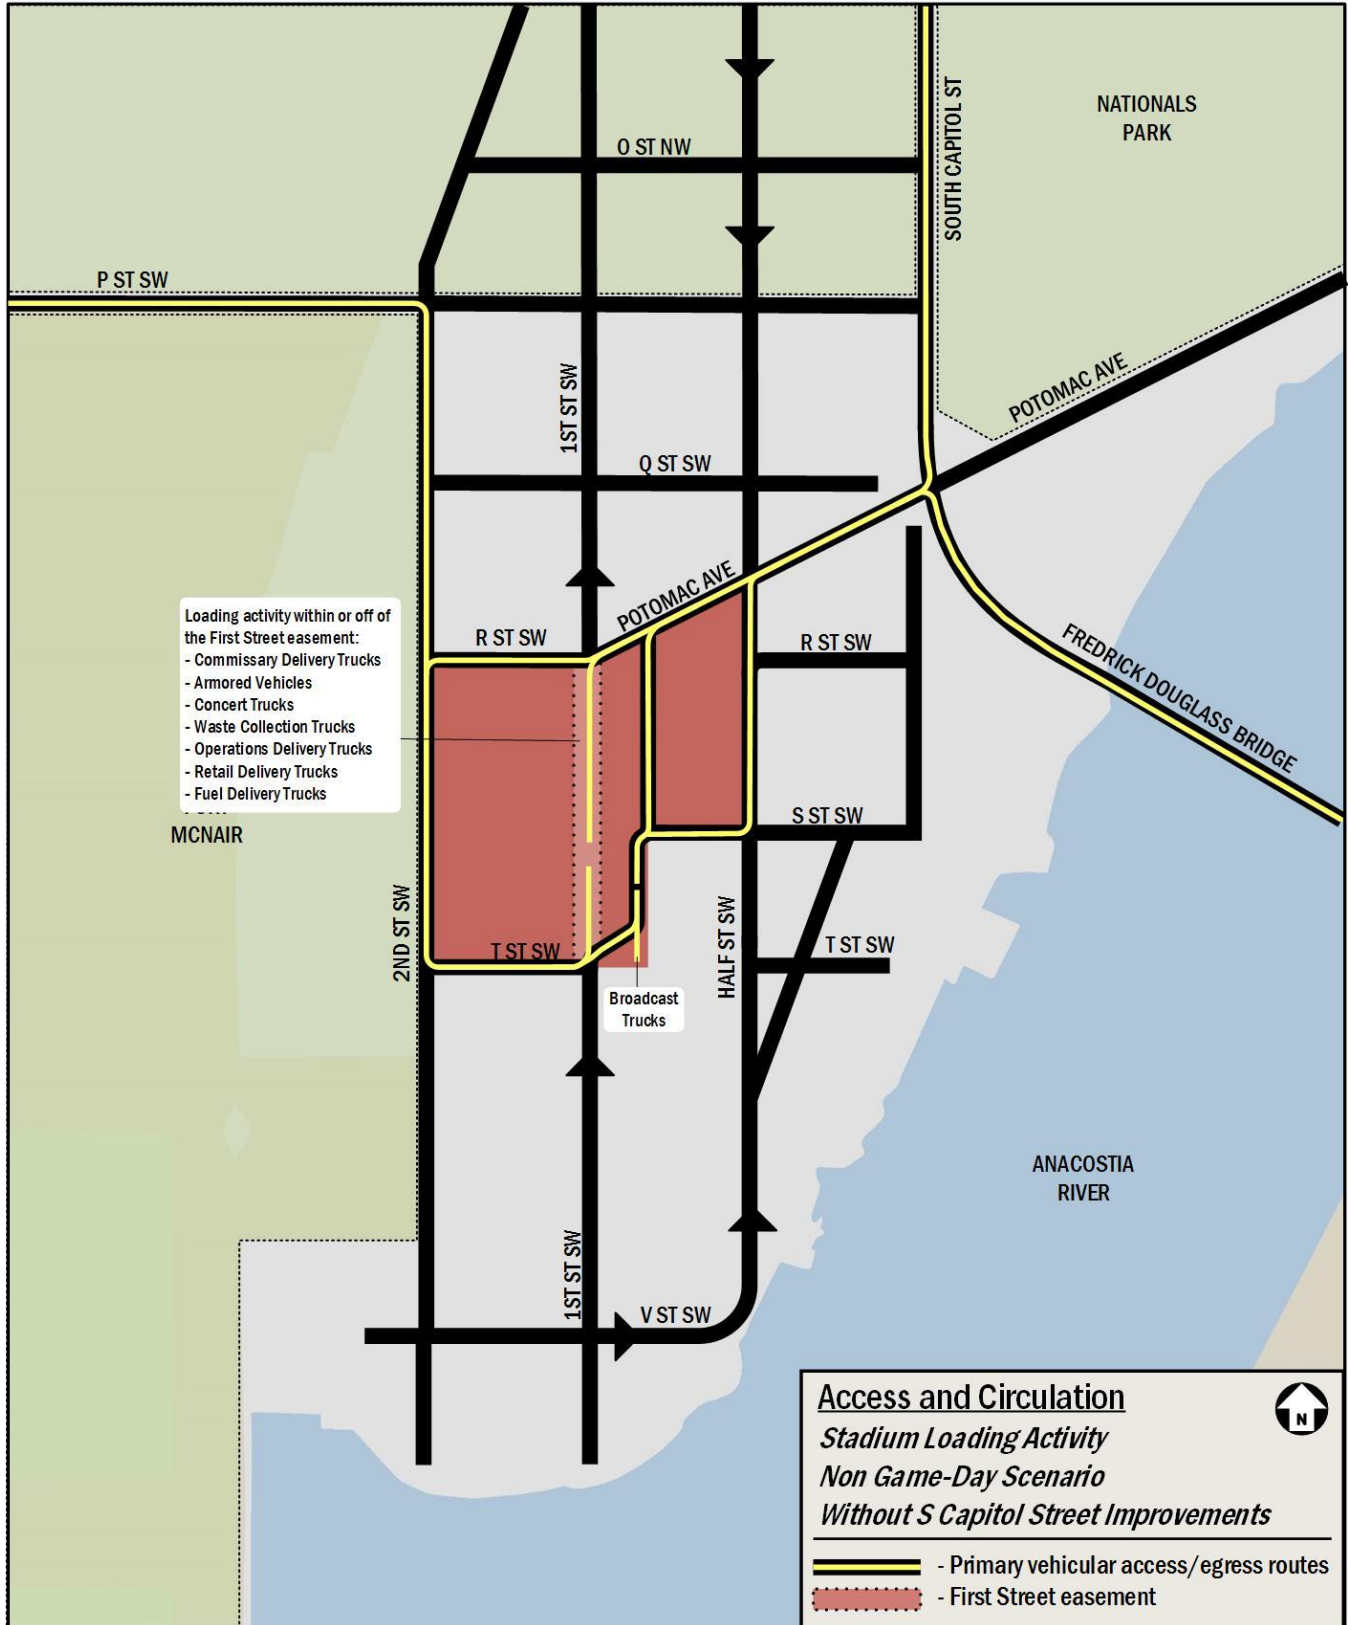 O ST NW
SOUTH CAPITOL ST
NATIONALS
PARK
P ST SW
1ST ST SW
POTOMAC AVE
Q ST SW
POTOMAC AVE
Loading activity within or off of
the First Street easement:
- Commissary Delivery Trucks
- Armored Vehicles
- Concert Trucks
- Waste Collection Trucks
- Operations Delivery Trucks
- Retail Delivery Trucks
- Fuel Delivery Trucks
MCNAIR
R ST SW
R ST SW
FREDRICK DOUGLASS BRIDGE
S ST SW
2ND ST SW
T ST SW
HALF ST SW
T ST SW
Broadcast
Trucks
ANACOSTIA
RIVER
1ST ST SW
V ST SW
Access and Circulation
N
Stadium Loading Activity
Non Game-Day Scenario
Without S Capitol Street Improvements
- Primary vehicular access/egress routes
- First Street easement